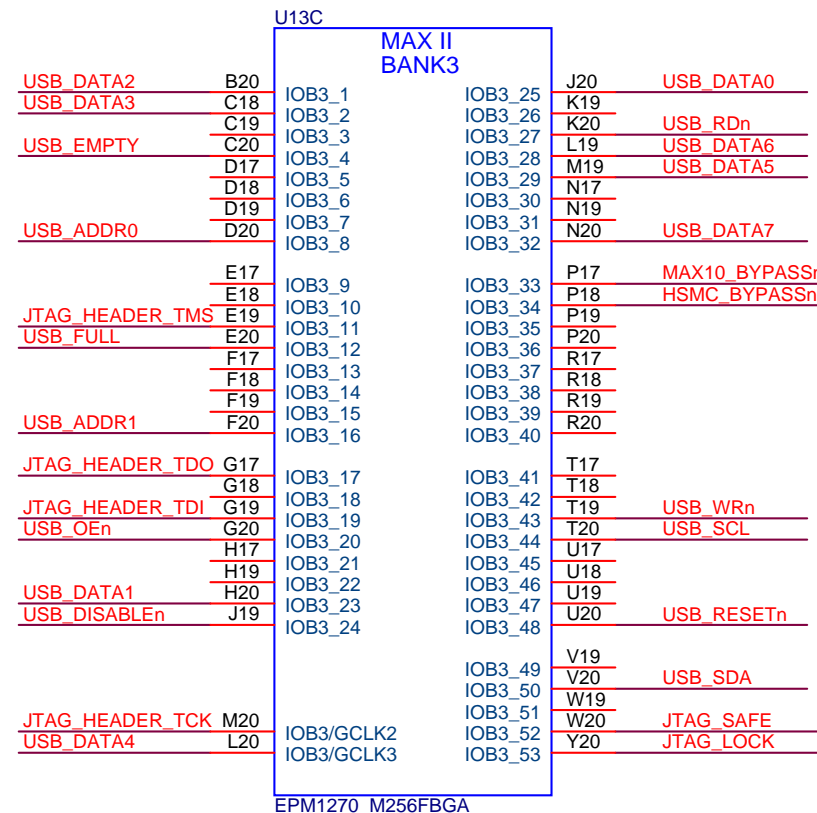 U13C
MAX II
BANK3
USB_DATA2 B20 IOB3_1 IOB3_25 J20 USB_DATA0
USB_DATA3 C18 IOB3_2 IOB3_26 K19
C19 IOB3_3 IOB3_27 K20 USB_RDn
USB_EMPTY C20 IOB3_4 IOB3_28 L19 USB_DATA6
D17 IOB3_5 IOB3_29 M19 USB_DATA5
D18 IOB3_6 IOB3_30 N17
D19 IOB3_7 IOB3_31 N19
USB_ADDR0 D20 IOB3_8 IOB3_32 N20 USB_DATA7
E17 IOB3_9 IOB3_33 P17 MAX10_BYPASSn
E18 IOB3_10 IOB3_34 P18 HSMC_BYPASSn
JTAG_HEADER_TMS E19 IOB3_11 IOB3_35 P19
USB_FULL E20 IOB3_12 IOB3_36 P20
F17 IOB3_13 IOB3_37 R17
F18 IOB3_14 IOB3_38 R18
F19 IOB3_15 IOB3_39 R19
USB_ADDR1 F20 IOB3_16 IOB3_40 R20
JTAG_HEADER_TDO G17 IOB3_17 IOB3_41 T17
G18 IOB3_18 IOB3_42 T18
JTAG_HEADER_TDI G19 IOB3_19 IOB3_43 T19 USB_WRn
USB_OEn G20 IOB3_20 IOB3_44 T20 USB_SCL
H17 IOB3_21 IOB3_45 U17
H19 IOB3_22 IOB3_46 U18
USB_DATA1 H20 IOB3_23 IOB3_47 U19
USB_DISABLEn J19 IOB3_24 IOB3_48 U20 USB_RESETn
IOB3_49 V19
IOB3_50 V20 USB_SDA
IOB3_51 W19
JTAG_HEADER_TCK M20 IOB3/GCLK2 IOB3_52 W20 JTAG_SAFE
USB_DATA4 L20 IOB3/GCLK3 IOB3_53 Y20 JTAG_LOCK
EPM1270 M256FBGA